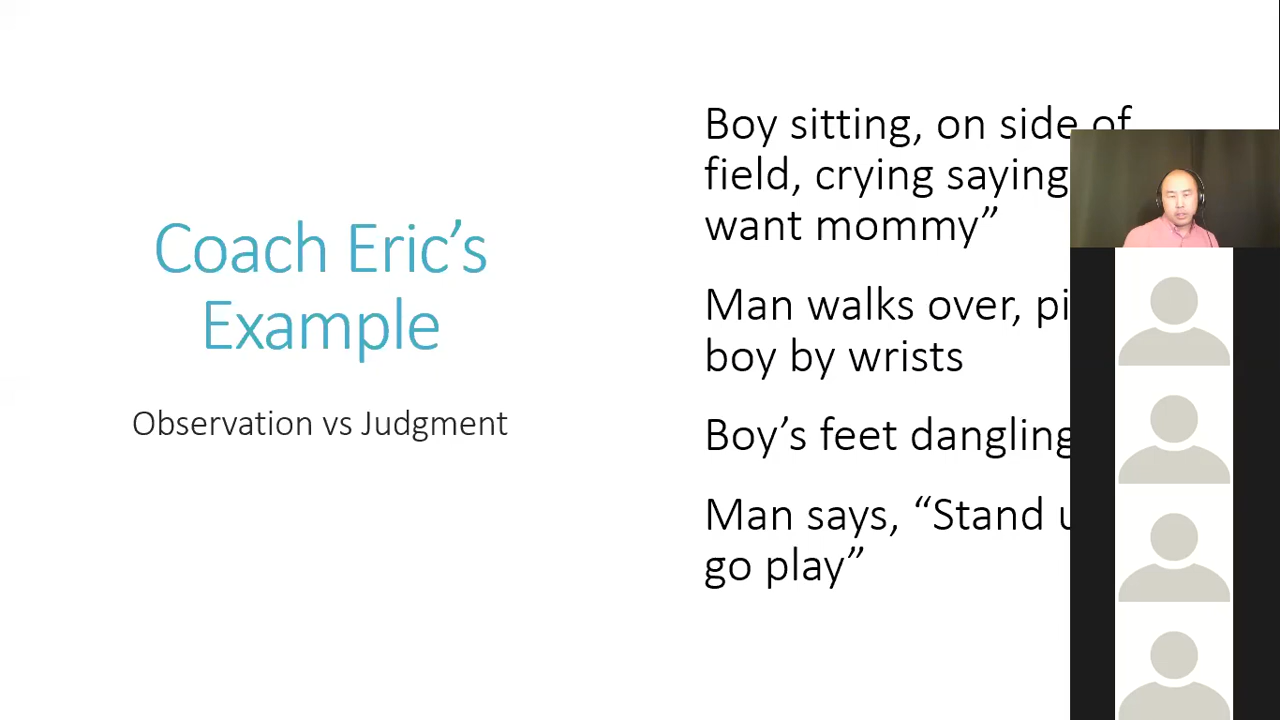 Coach Eric’s
Example
Observation vs Judgment
Boy sitting, on side of
field, crying saying
want mommy”
Man walks over,
boy by wrists
Boy’s feet dangling
Man says, “Stand
go play”